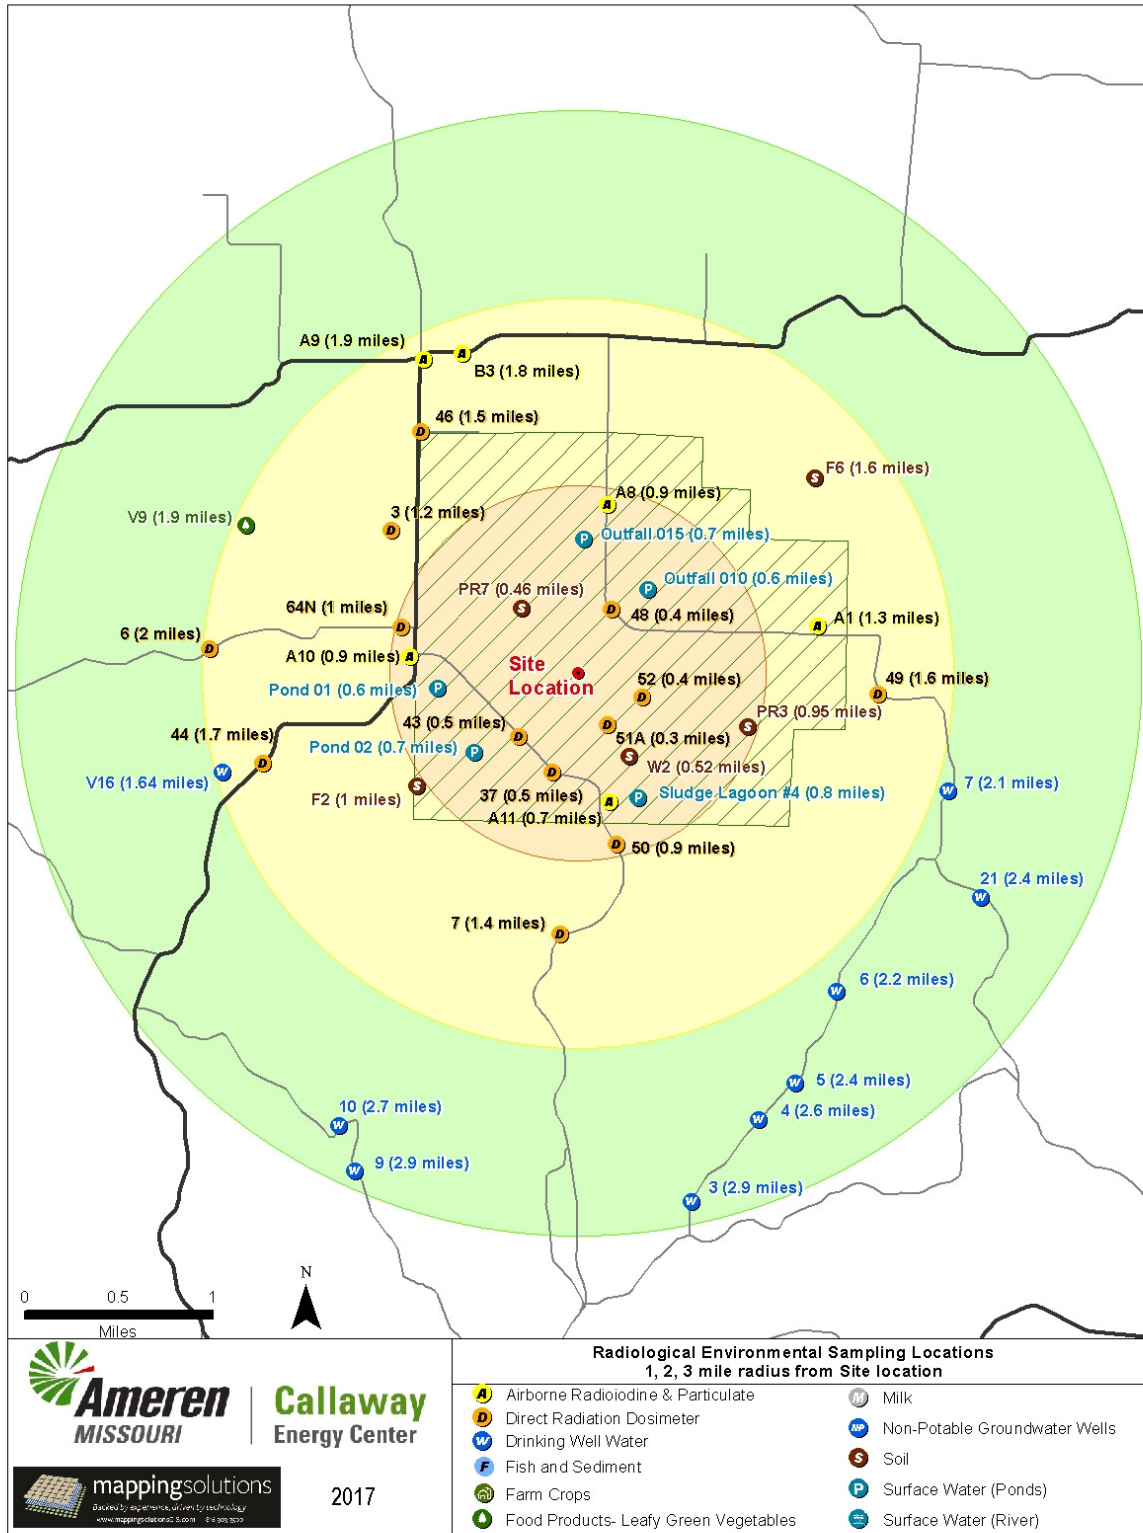 A9 (1.9 miles)
B3 (1.8 miles)
46 (1.5 miles)
F6 (1.6 miles)
A8 (0.9 miles)
V9 (1.9 miles)
3 (1.2 miles)
Outfall 015 (0.7 miles)
Outfall 010 (0.6 miles)
PR7 (0.46 miles)
64N (1 miles)
48 (0.4 miles)
A1 (1.3 miles)
6 (2 miles)
A10 (0.9 miles)
Site
Location
52 (0.4 miles)
49 (1.6 miles)
Pond 01 (0.6 miles)
PR3 (0.95 miles)
43 (0.5 miles)
44 (1.7 miles)
51A (0.3 miles)
Pond 02 (0.7 miles)
W2 (0.52 miles)
V16 (1.64 miles)
7 (2.1 miles)
F2 (1 miles)
37 (0.5 miles)
Sludge Lagoon #4 (0.8 miles)
A11 (0.7 miles)
50 (0.9 miles)
21 (2.4 miles)
7 (1.4 miles)
6 (2.2 miles)
5 (2.4 miles)
10 (2.7 miles)
4 (2.6 miles)
9 (2.9 miles)
3 (2.9 miles)
N
0 0.5 1
Miles
Ameren
MISSOURI
Callaway
Energy Center
mappingsolutions
Backed by experience, driven by technology
www.mappingsolutionsGIS.com
2017
Radiological Environmental Sampling Locations
1, 2, 3 mile radius from Site location
A Airborne Radioiodine & Particulate
D Direct Radiation Dosimeter
W Drinking Well Water
F Fish and Sediment
Farm Crops
Food Products- Leafy Green Vegetables
M Milk
NP Non-Potable Groundwater Wells
S Soil
P Surface Water (Ponds)
Surface Water (River)